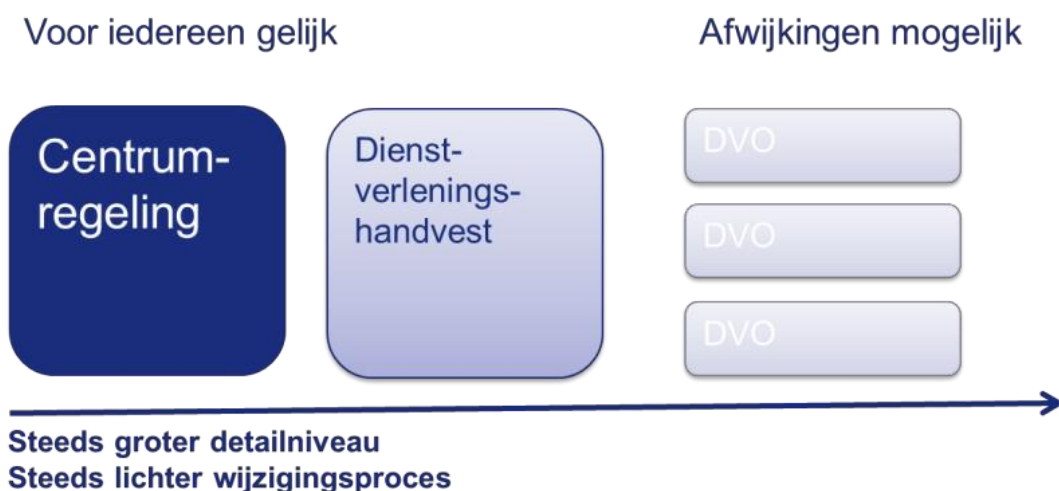 Voor iedereen gelijk
Afwijkingen mogelijk
Centrum-
regeling
Dienst-
verlenings-
handvest
DVO
DVO
DVO
Steeds groter detailniveau
Steeds lichter wijzigingsproces